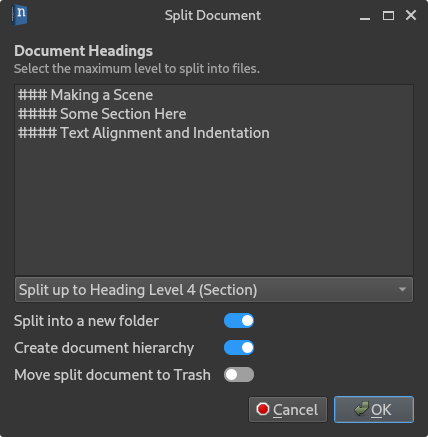 n
Split Document
Document Headings
Select the maximum level to split into files.
### Making a Scene
#### Some Section Here
#### Text Alignment and Indentation
Split up to Heading Level 4 (Section)
Split into a new folder
Create document hierarchy
Move split document to Trash
Cancel
OK